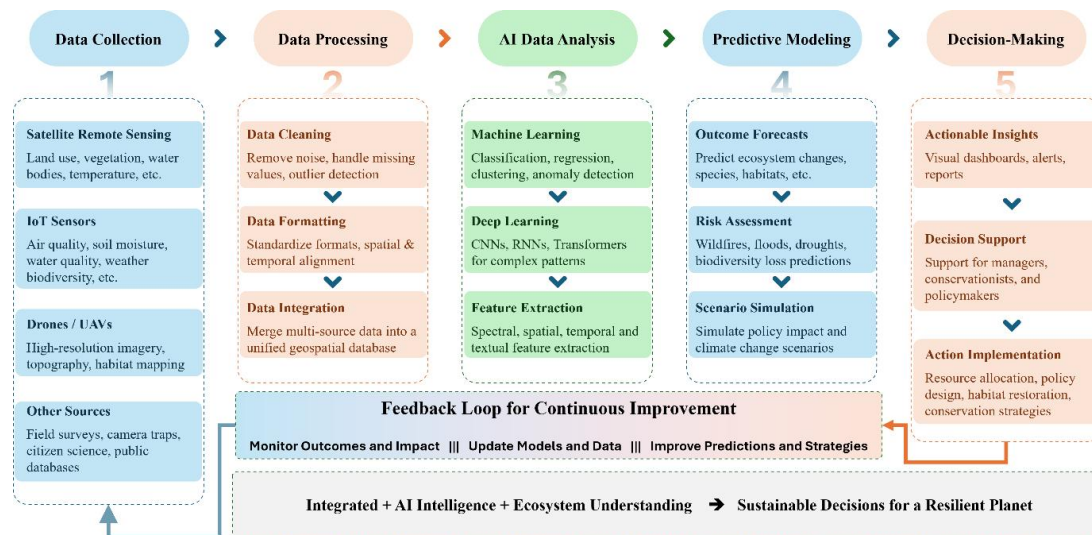 Data Collection
Data Processing
AI Data Analysis
Predictive Modeling
Decision-Making
1
2
3
4
5
Satellite Remote Sensing
Land use, vegetation, water
bodies, temperature, etc.
IoT Sensors
Air quality, soil moisture,
water quality, weather
biodiversity, etc.
Drones / UAVs
High-resolution imagery,
topography, habitat mapping
Other Sources
Field surveys, camera traps,
citizen science, public
databases
Data Cleaning
Remove noise, handle missing
values, outlier detection
Data Formatting
Standardize formats, spatial &
temporal alignment
Data Integration
Merge multi-source data into a
unified geospatial database
Machine Learning
Classification, regression,
clustering, anomaly detection
Deep Learning
CNNs, RNNs, Transformers
for complex patterns
Feature Extraction
Spectral, spatial, temporal and
textual feature extraction
Outcome Forecasts
Predict ecosystem changes,
species, habitats, etc.
Risk Assessment
Wildfires, floods, droughts,
biodiversity loss predictions
Scenario Simulation
Simulate policy impact and
climate change scenarios
Actionable Insights
Visual dashboards, alerts,
reports
Decision Support
Support for managers,
conservationists, and
policymakers
Action Implementation
Resource allocation, policy
design, habitat restoration,
conservation strategies
Feedback Loop for Continuous Improvement
Monitor Outcomes and Impact ||| Update Models and Data ||| Improve Predictions and Strategies
Integrated + AI Intelligence + Ecosystem Understanding ➔ Sustainable Decisions for a Resilient Planet